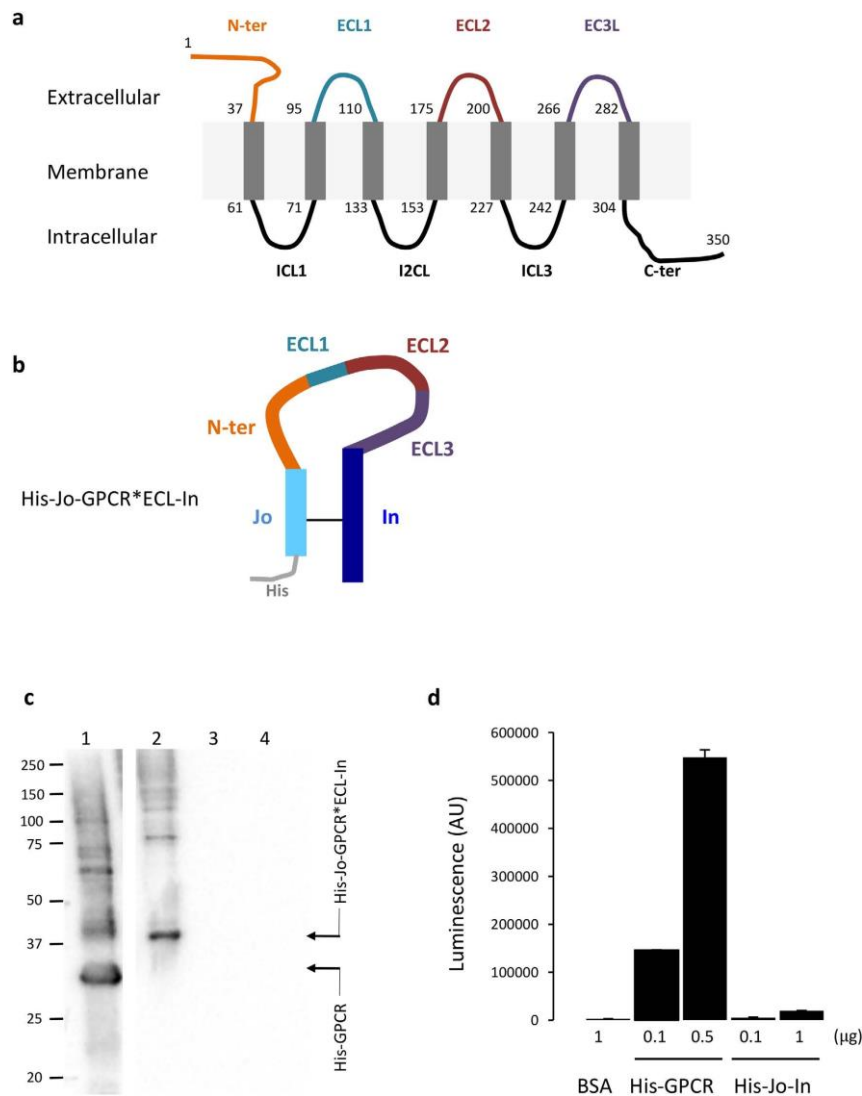 a
N-ter ECL1 ECL2 EC3L
1
Extracellular
37 95 110 175 200 266 282
Membrane
61 71 133 153 227 242 304
Intracellular
350
ICL1 I2CL ICL3 C-ter
b
ECL1 ECL2
N-ter
ECL3
His-Jo-GPCR*ECL-In
Jo In
His
c
1 2 3 4
250
150
100
75
50
37
25
20
His-Jo-GPCR*ECL-In
His-GPCR
d
Luminescence (AU)
600000
500000
400000
300000
200000
100000
0
1 0.1 0.5 0.1 1 (µg)
BSA His-GPCR His-Jo-In